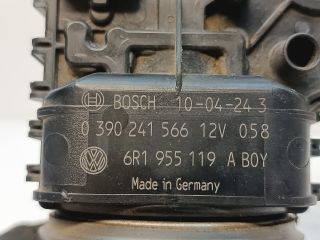 BOSCH 10-04-24 3
0 390 241 566 12V 058
6R1 955 119 A BOY
Made in Germany